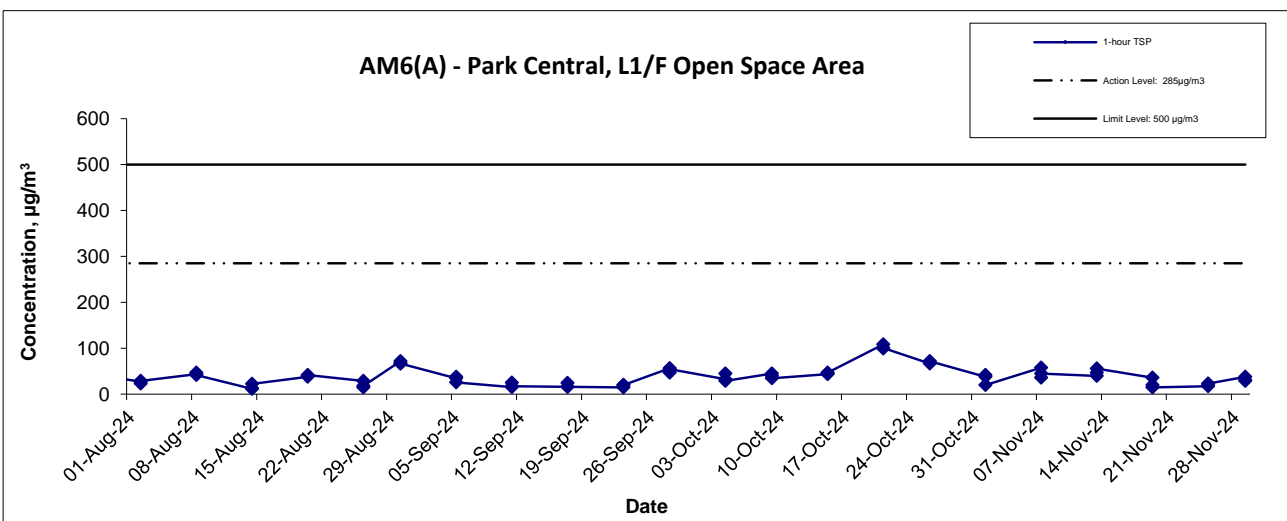 AM6(A) - Park Central, L1/F Open Space Area
1-hour TSP
Action Level:  285µg/m3
Limit Level: 500 µg/m3
Concentration, µg/m³
600
500
400
300
200
100
0
01-Aug-24
08-Aug-24
15-Aug-24
22-Aug-24
29-Aug-24
05-Sep-24
12-Sep-24
19-Sep-24
26-Sep-24
03-Oct-24
10-Oct-24
17-Oct-24
24-Oct-24
31-Oct-24
07-Nov-24
14-Nov-24
21-Nov-24
28-Nov-24
Date